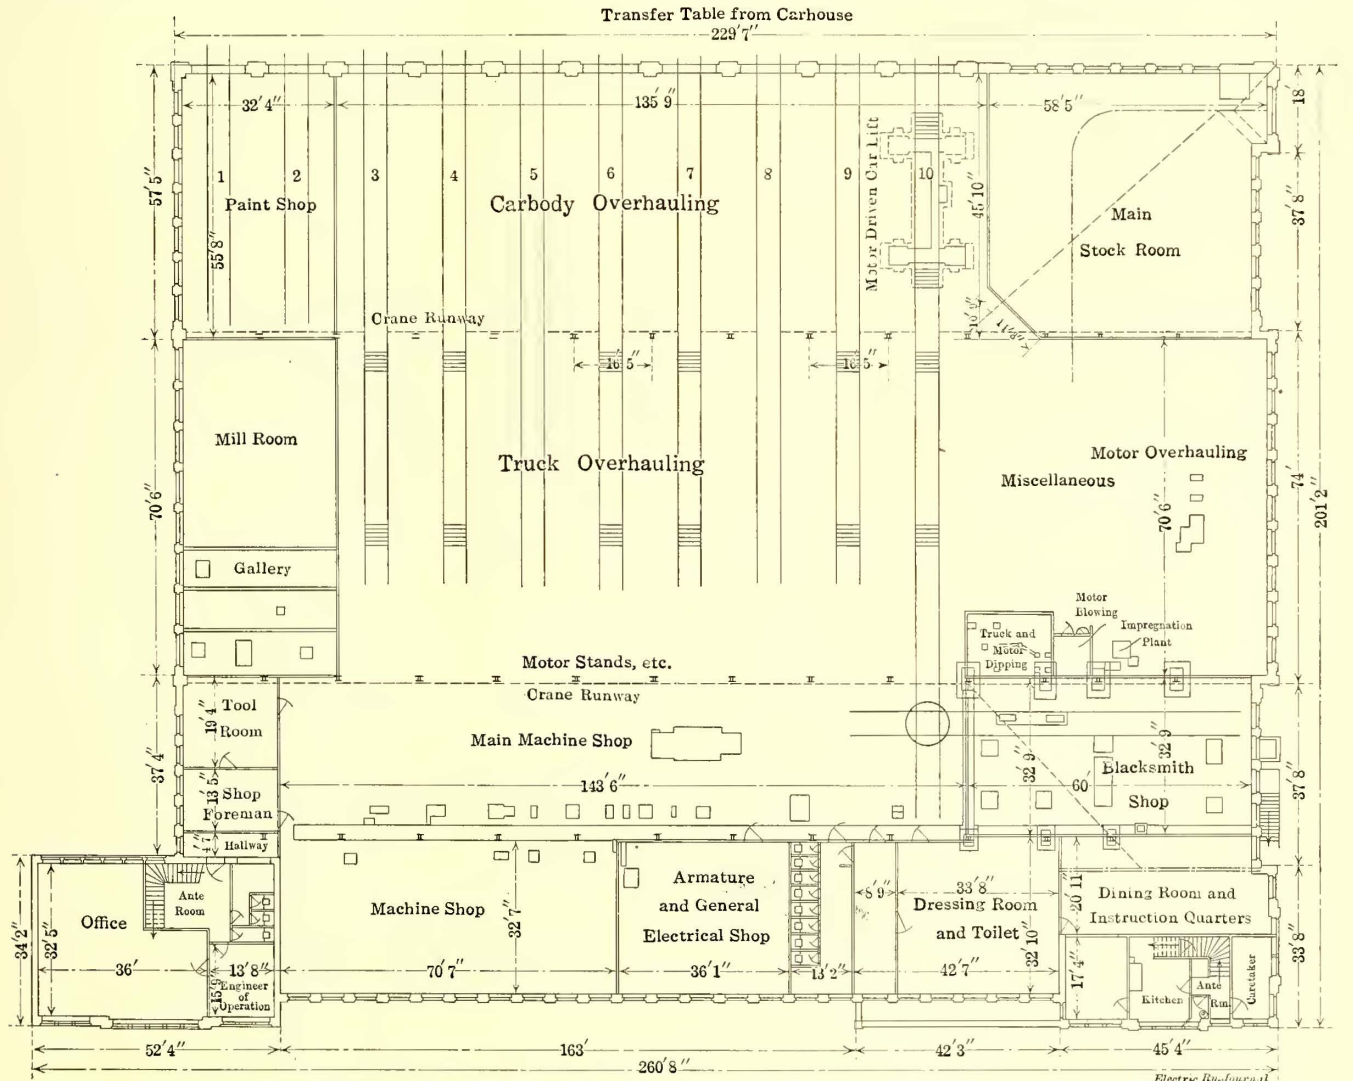 Transfer Table from Carhouse
229'7"
32'4"
135'9"
58'5"
18'
57'5"
55'8"
1
2
3
4
5
6
7
8
9
10
Paint Shop
Carbody Overhauling
Motor Driven Car Lift
45'10"
Main
Stock Room
37'8"
Crane Runway
16'5"
16'5"
Mill Room
Truck Overhauling
Motor Overhauling
Miscellaneous
70'6"
70'6"
74'
201'2"
Gallery
Motor
Blowing
Impregnation
Plant
Truck and
Motor
Dipping
Motor Stands, etc.
Crane Runway
Tool
Room
19'4"
Main Machine Shop
37'4"
32'9"
32'9
Blacksmith
Shop
37'8"
143'6"
60'
Shop
Foreman
13'5"
Hallway
4'7"
Office
Ante
Room
34'2"
32'5"
36'
13'8"
15'9"
Engineer
of
Operation
Machine Shop
32'7"
70'7"
Armature
and General
Electrical Shop
36'1"
13'2"
8'9"
33'8"
Dressing Room
and Toilet
32'10"
42'7"
20'11"
Dining Room and
Instruction Quarters
33'8"
17'4"
Kitchen
Ante
Rm.
Caretaker
52'4"
163'
42'3"
45'4"
260'8"